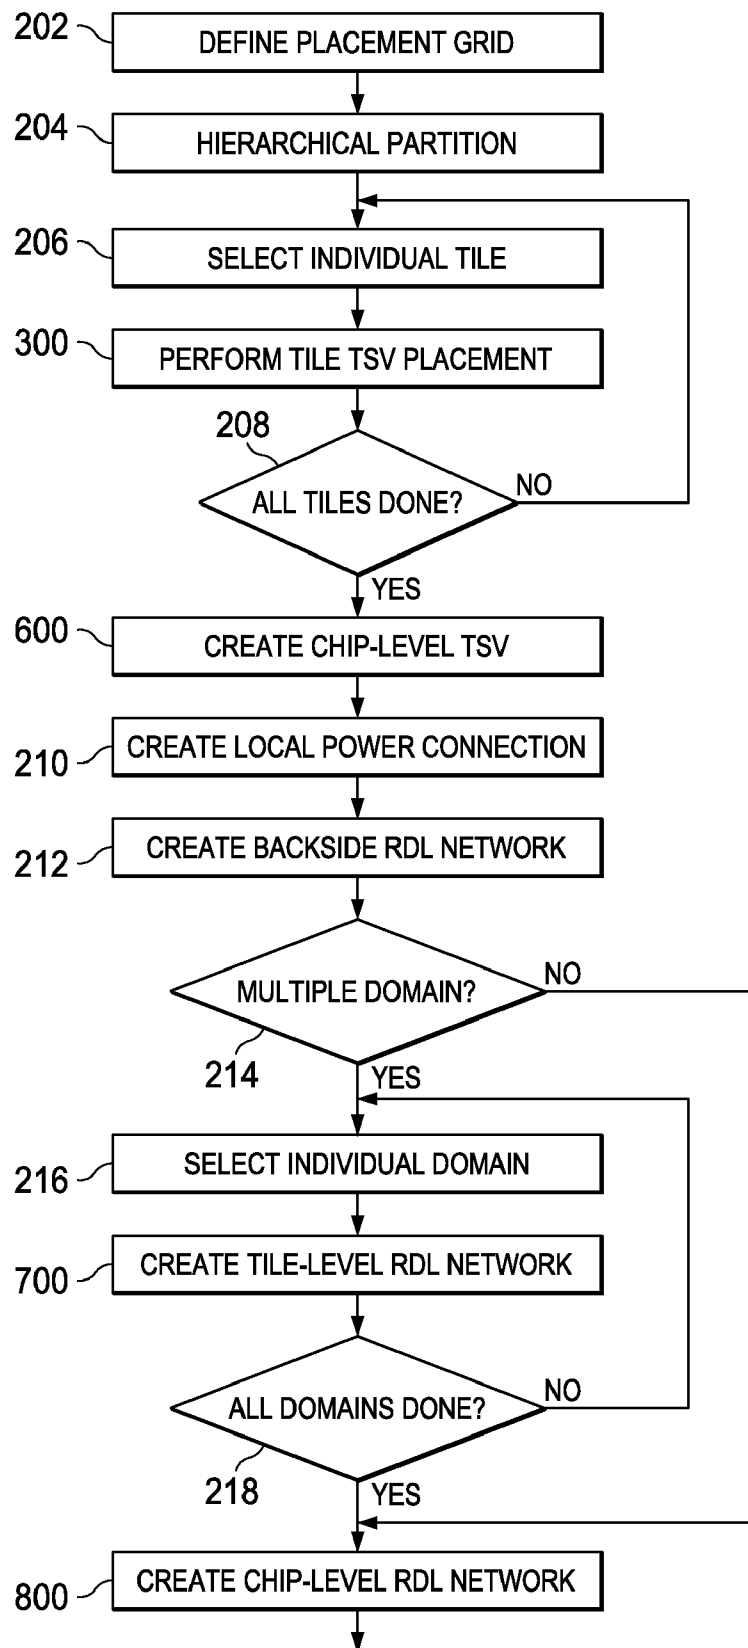 202
DEFINE PLACEMENT GRID
204
HIERARCHICAL PARTITION
206
SELECT INDIVIDUAL TILE
300
PERFORM TILE TSV PLACEMENT
208
ALL TILES DONE?
NO
YES
600
CREATE CHIP-LEVEL TSV
210
CREATE LOCAL POWER CONNECTION
212
CREATE BACKSIDE RDL NETWORK
MULTIPLE DOMAIN?
NO
214
YES
216
SELECT INDIVIDUAL DOMAIN
700
CREATE TILE-LEVEL RDL NETWORK
ALL DOMAINS DONE?
NO
218
YES
800
CREATE CHIP-LEVEL RDL NETWORK